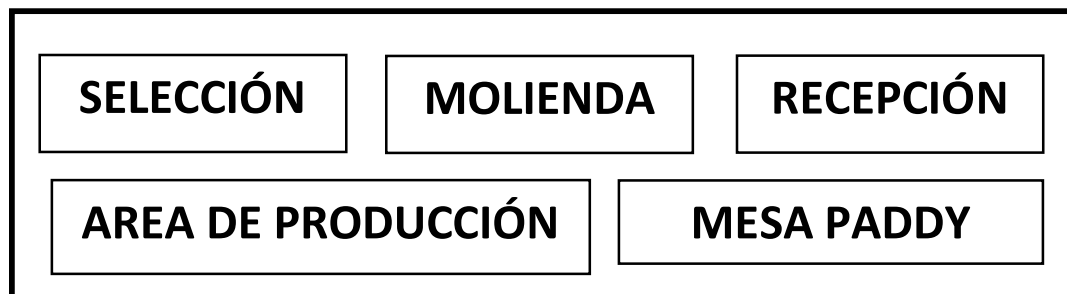 SELECCIÓN
MOLIENDA
RECEPCIÓN
AREA DE PRODUCCIÓN
MESA PADDY